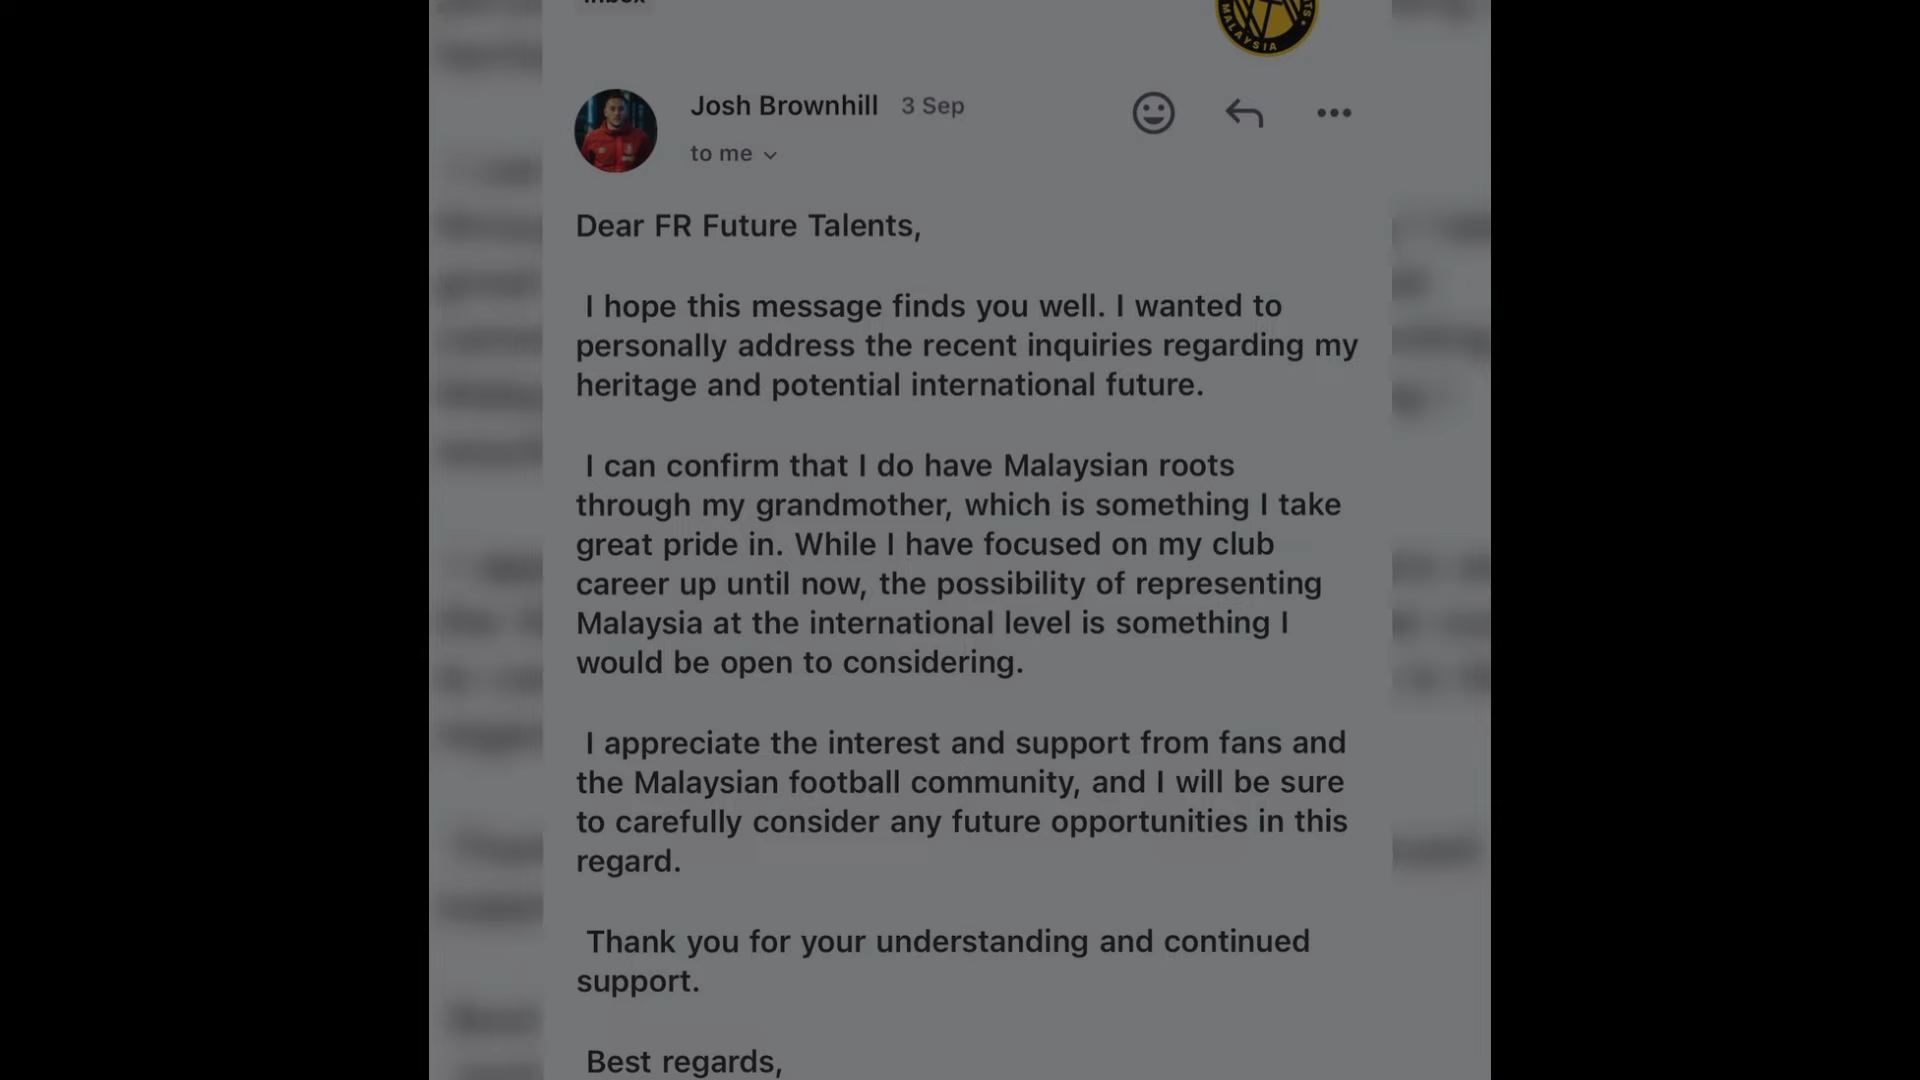 Inbox
MALAYSIA
Josh Brownhill 3 Sep
to me
Dear FR Future Talents,
I hope this message finds you well. I wanted to
personally address the recent inquiries regarding my
heritage and potential international future.
I can confirm that I do have Malaysian roots
through my grandmother, which is something I take
great pride in. While I have focused on my club
career up until now, the possibility of representing
Malaysia at the international level is something I
would be open to considering.
I appreciate the interest and support from fans and
the Malaysian football community, and I will be sure
to carefully consider any future opportunities in this
regard.
Thank you for your understanding and continued
support.
Best regards,